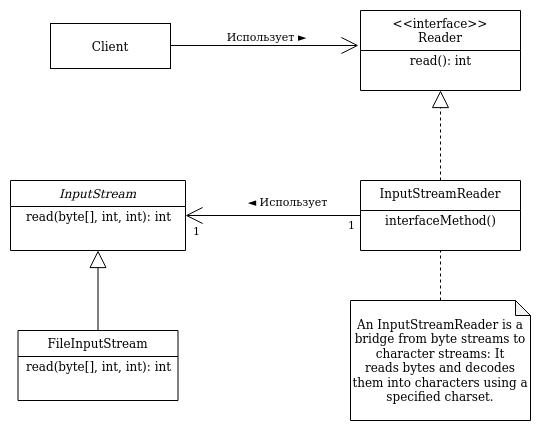 Client
Использует ►
<<interface>>
Reader
read(): int
InputStream
read(byte[], int, int): int
◄ Использует
1
1
InputStreamReader
interfaceMethod()
FileInputStream
read(byte[], int, int): int
An InputStreamReader is a
bridge from byte streams to
character streams: It
reads bytes and decodes
them into characters using a
specified charset.